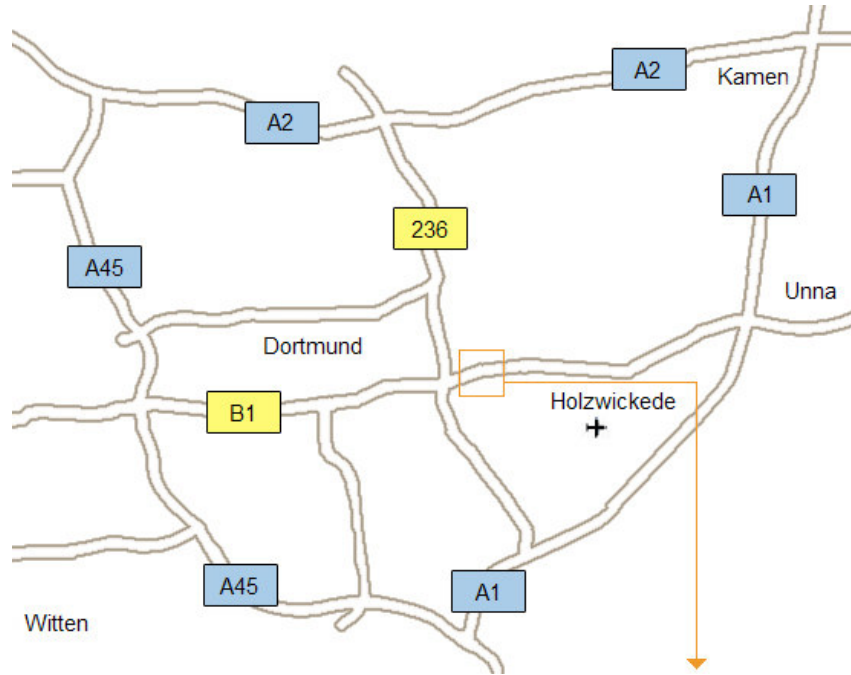 A2
Kamen
A2
A1
236
A45
Unna
Dortmund
Holzwickede
B1
A45
A1
Witten